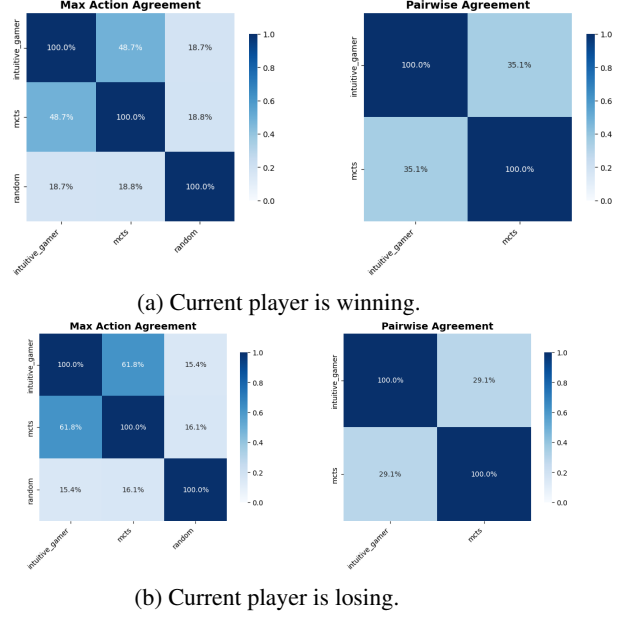 Max Action Agreement
intuitive_gamer
mcts
random
100.0% 48.7% 18.7%
48.7% 100.0% 18.8%
18.7% 18.8% 100.0%
intuitive_gamer
mcts
random
1.0
0.8
0.6
0.4
0.2
0.0
Pairwise Agreement
intuitive_gamer
mcts
100.0% 35.1%
35.1% 100.0%
intuitive_gamer
mcts
1.0
0.8
0.6
0.4
0.2
0.0
(a) Current player is winning.
Max Action Agreement
intuitive_gamer
mcts
random
100.0% 61.8% 15.4%
61.8% 100.0% 16.1%
15.4% 16.1% 100.0%
intuitive_gamer
mcts
random
1.0
0.8
0.6
0.4
0.2
0.0
Pairwise Agreement
intuitive_gamer
mcts
100.0% 29.1%
29.1% 100.0%
intuitive_gamer
mcts
1.0
0.8
0.6
0.4
0.2
0.0
(b) Current player is losing.